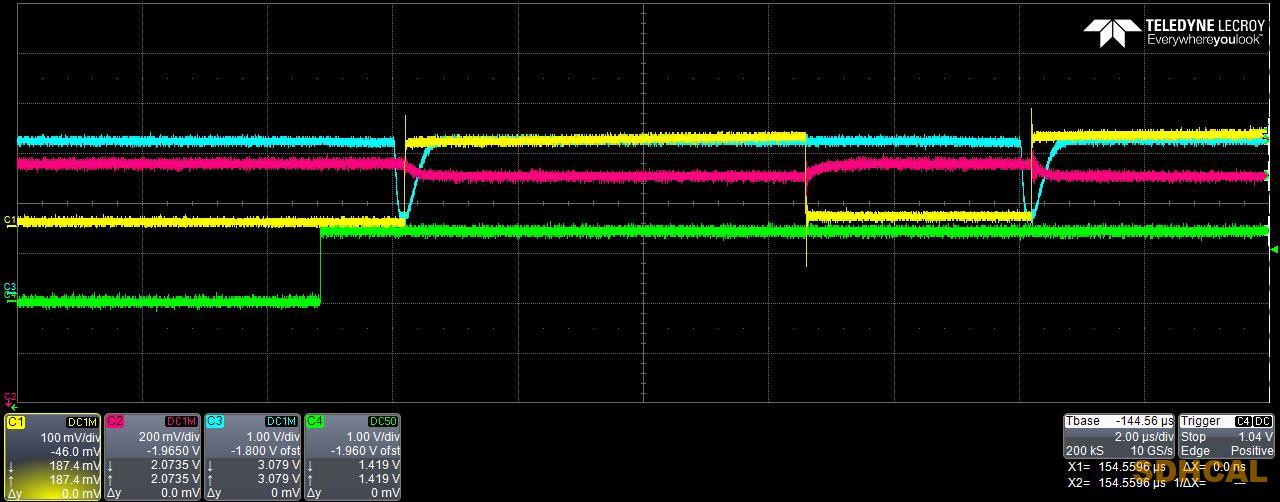 TELEDYNE LECROY
Everywhereyoulook™
C1
C3
C2
C1 DC1M
100 mV/div
-46.0 mV
↓ 187.4 mV
↑ 187.4 mV
Δy 0.0 mV
C2 DC1M
200 mV/div
-1.9650 V
↓ 2.0735 V
↑ 2.0735 V
Δy 0.0 mV
C3 DC1M
1.00 V/div
-1.800 V ofst
↓ 3.079 V
↑ 3.079 V
Δy 0 mV
C4 DC50
1.00 V/div
-1.960 V ofst
↓ 1.419 V
↑ 1.419 V
Δy 0 mV
Tbase -144.56 µs
2.00 µs/div
200 kS 10 GS/s
Trigger C4 DC
Stop 1.04 V
Edge Positive
X1= 154.5596 µs ΔX= 0.0 ns
X2= 154.5596 µs 1/ΔX= ---
SDHCAL